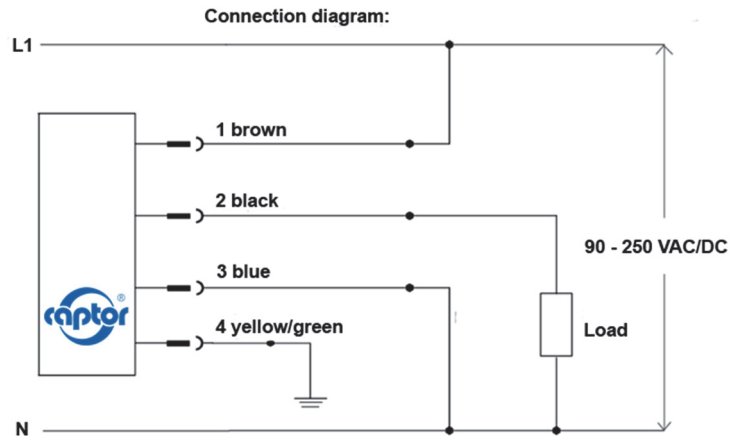 Connection diagram:
L1
1 brown
2 black
90 - 250 VAC/DC
3 blue
captor®
4 yellow/green
Load
N